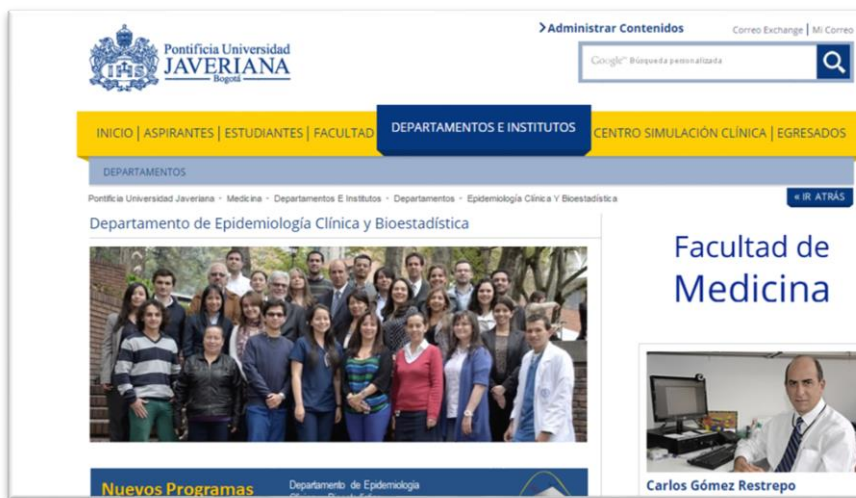 Pontificia Universidad
JAVERIANA
Bogotá
Administrar Contenidos
Correo Exchange | Mi Correo
Google™ Búsqueda personalizada
INICIO | ASPIRANTES | ESTUDIANTES | FACULTAD
DEPARTAMENTOS E INSTITUTOS
CENTRO SIMULACIÓN CLÍNICA | EGRESADOS
DEPARTAMENTOS
Pontificia Universidad Javeriana - Medicina - Departamentos E Institutos - Departamentos - Epidemiología Clínica Y Bioestadística
« IR ATRÁS
Departamento de Epidemiología Clínica y Bioestadística
Facultad de
Medicina
Carlos Gómez Restrepo
Nuevos Programas
Departamento de Epidemiología